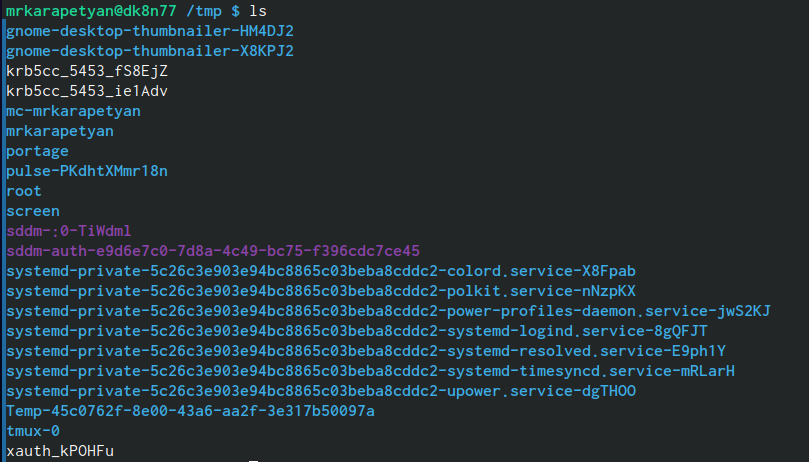 mrkarapetyan@dk8n77 /tmp $ ls
gnome-desktop-thumbnailer-HM4DJ2
gnome-desktop-thumbnailer-X8KPJ2
krb5cc_5453_fS8EjZ
krb5cc_5453_ie1Adv
mc-mrkarapetyan
mrkarapetyan
portage
pulse-PKdhtXMmr18n
root
screen
sddm-:0-TiWdml
sddm-auth-e9d6e7c0-7d8a-4c49-bc75-f396cdc7ce45
systemd-private-5c26c3e903e94bc8865c03beba8cddc2-colord.service-X8Fpab
systemd-private-5c26c3e903e94bc8865c03beba8cddc2-polkit.service-nNzpKX
systemd-private-5c26c3e903e94bc8865c03beba8cddc2-power-profiles-daemon.service-jwS2KJ
systemd-private-5c26c3e903e94bc8865c03beba8cddc2-systemd-logind.service-8gQFJT
systemd-private-5c26c3e903e94bc8865c03beba8cddc2-systemd-resolved.service-E9ph1Y
systemd-private-5c26c3e903e94bc8865c03beba8cddc2-systemd-timesyncd.service-mRLarH
systemd-private-5c26c3e903e94bc8865c03beba8cddc2-upower.service-dgTHOO
Temp-45c0762f-8e00-43a6-aa2f-3e317b50097a
tmux-0
xauth_kPOHFu